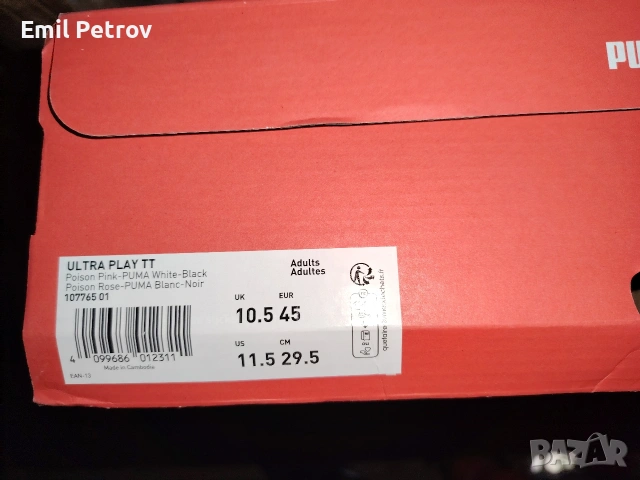 Emil Petrov
PU
ULTRA PLAY TT
Poison Pink-PUMA White-Black
Poison Rose-PUMA Blanc-Noir
107765 01
Adults
Adultes
UK EUR
10.5 45
US CM
11.5 29.5
4 099686 012311
Made in Cambodia
EAN-13
BAZAR